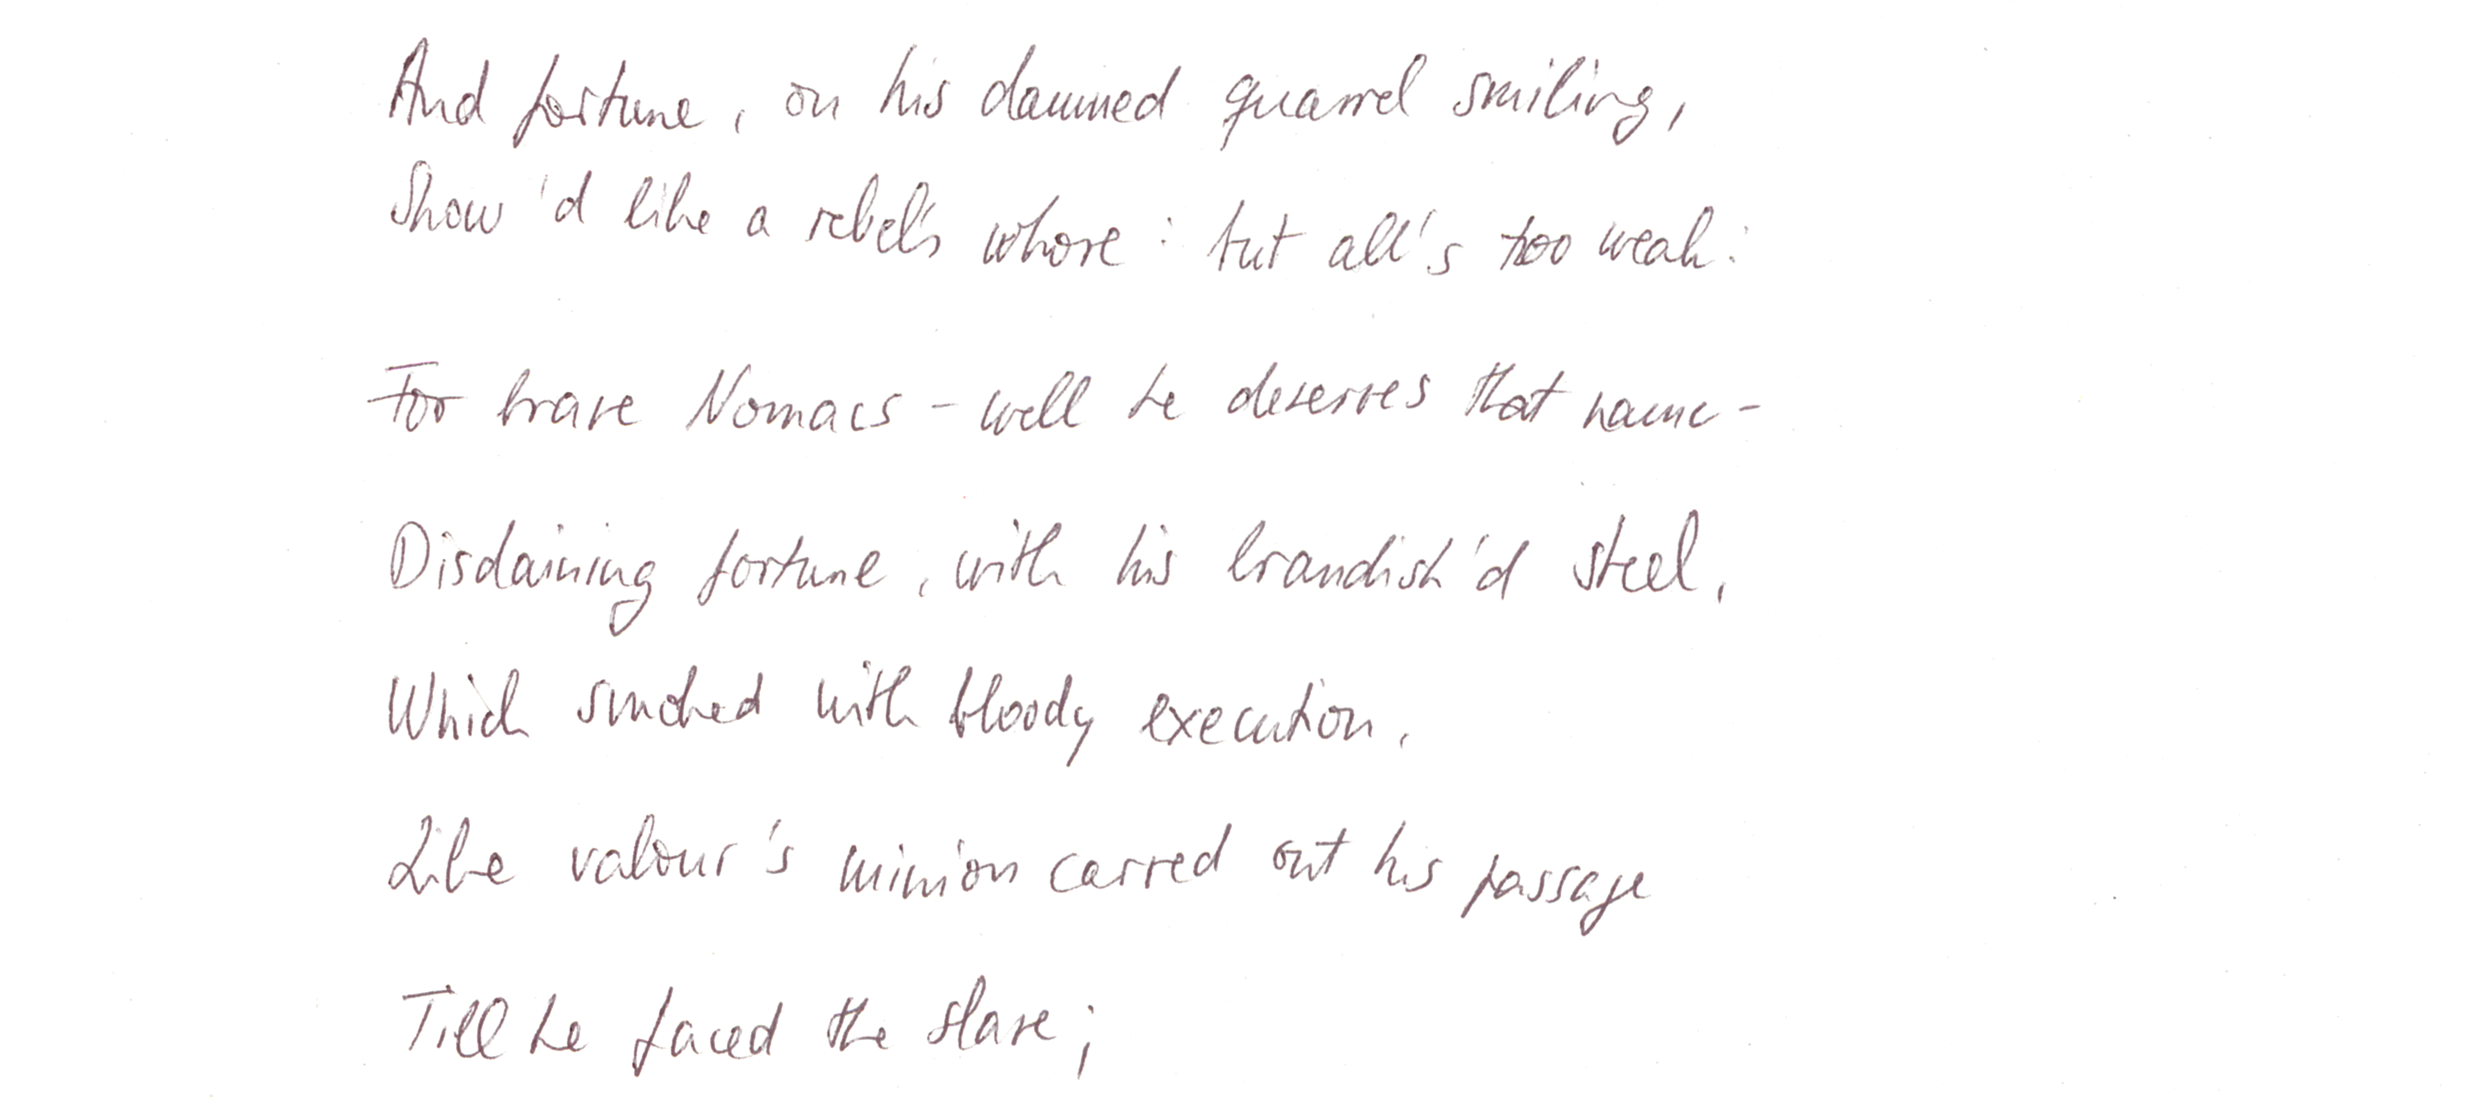 And fortune, on his damned quarrel smiling,
Show'd like a rebel's whore: but all's too weak:
For brave Nomacs - well he deserves that name -
Disdaining fortune, with his brandish'd steel,
Which smoked with bloody execution,
Like valour's minion carved out his passage
Till he faced the slave;